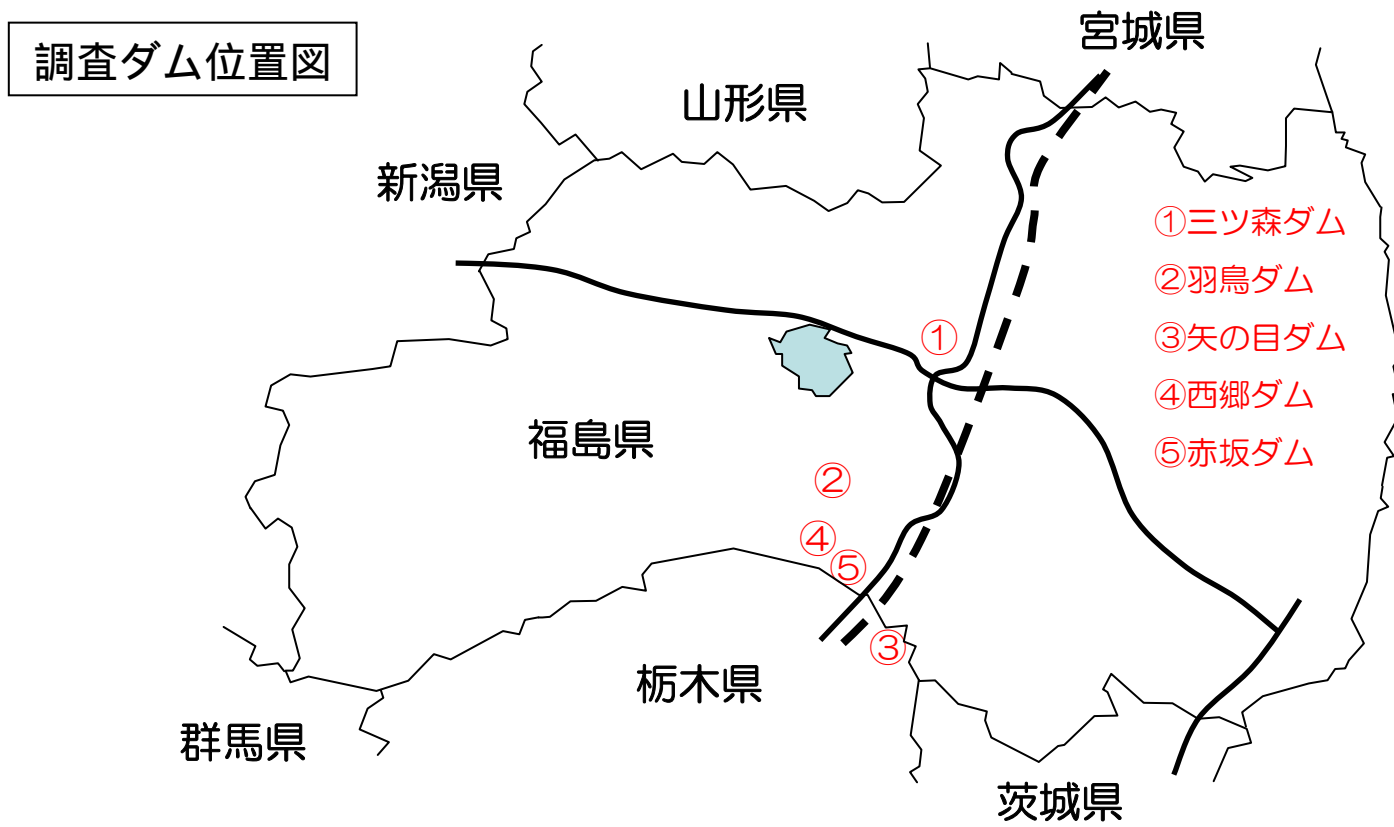 調査ダム位置図
宮城県
山形県
新潟県
①三ツ森ダム
②羽鳥ダム
③矢の目ダム
④西郷ダム
⑤赤坂ダム
①
福島県
②
④
⑤
③
栃木県
群馬県
茨城県